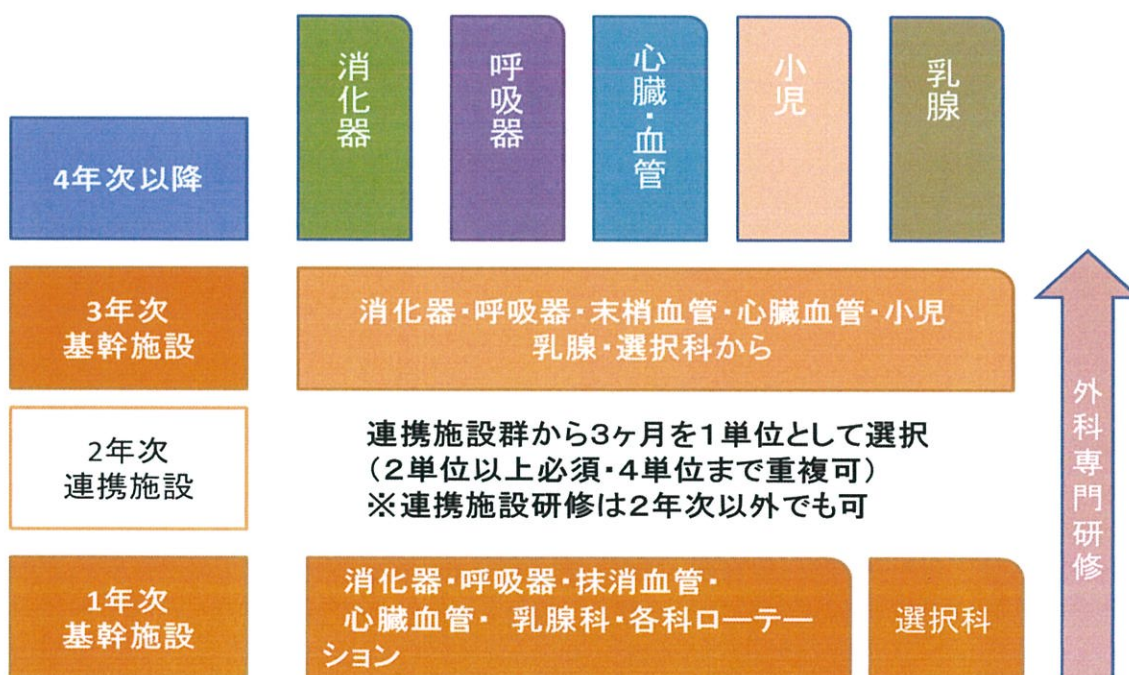 消化器
呼吸器
心臓・血管
小児
乳腺
4年次以降
3年次
基幹施設
消化器・呼吸器・末梢血管・心臓血管・小児
乳腺・選択科から
2年次
連携施設
連携施設群から3ヶ月を1単位として選択
（2単位以上必須・4単位まで重複可）
※連携施設研修は2年次以外でも可
1年次
基幹施設
消化器・呼吸器・抹消血管・
心臓血管・ 乳腺科・各科ローテー
ション
選択科
外科専門研修